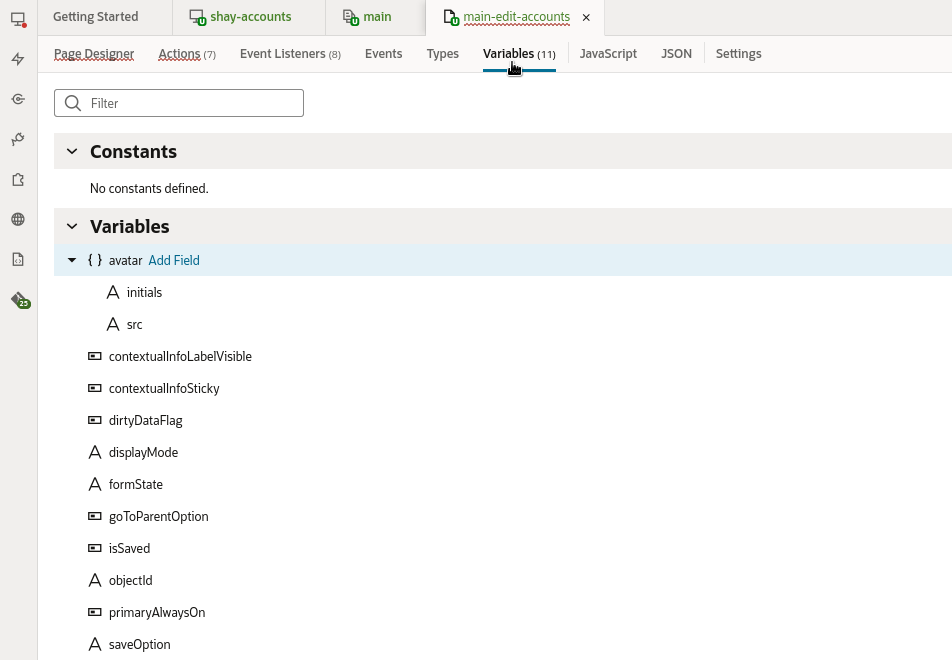 Getting Started shay-accounts main main-edit-accounts
Page Designer Actions (7) Event Listeners (8) Events Types Variables (11) JavaScript JSON Settings
Filter
Constants
No constants defined.
Variables
{ } avatar Add Field
A initials
A src
contextualInfoLabelVisible
contextualInfoSticky
dirtyDataFlag
A displayMode
A formState
goToParentOption
isSaved
A objectId
primaryAlwaysOn
A saveOption
25